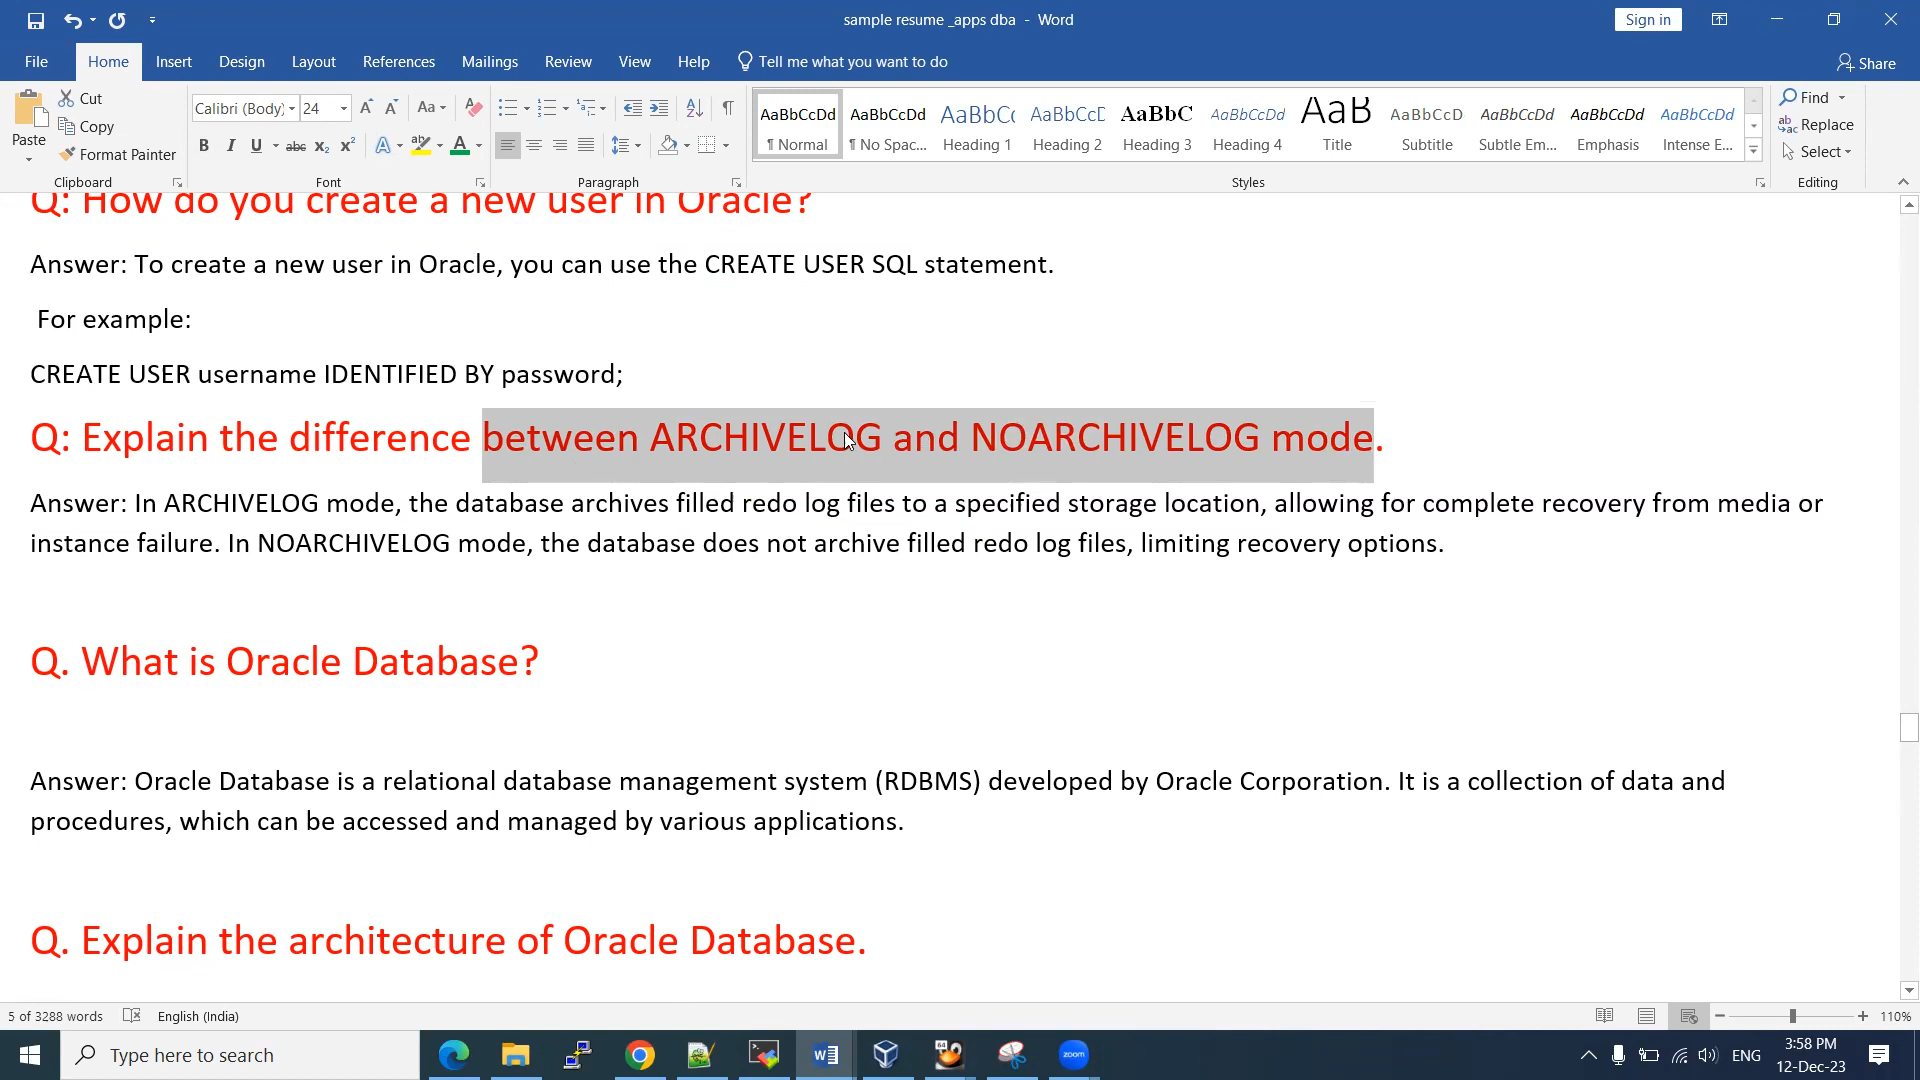 sample resume _apps dba - Word
Sign in
File Home Insert Design Layout References Mailings Review View Help Tell me what you want to do Share
Paste
Cut
Copy
Format Painter
Clipboard
Calibri (Body) 24
Font
Paragraph
AaBbCcDd AaBbCcDd AaBbCc AaBbCcD AaBbC AaBbCcDd AaB AaBbCcD AaBbCcDd AaBbCcDd AaBbCcDd
¶ Normal ¶ No Spac... Heading 1 Heading 2 Heading 3 Heading 4 Title Subtitle Subtle Em... Emphasis Intense E...
Styles
Find
Replace
Select
Editing
Q: How do you create a new user in Oracle?
Answer: To create a new user in Oracle, you can use the CREATE USER SQL statement.
For example:
CREATE USER username IDENTIFIED BY password;
Q: Explain the difference between ARCHIVELOG and NOARCHIVELOG mode.
Answer: In ARCHIVELOG mode, the database archives filled redo log files to a specified storage location, allowing for complete recovery from media or
instance failure. In NOARCHIVELOG mode, the database does not archive filled redo log files, limiting recovery options.
Q. What is Oracle Database?
Answer: Oracle Database is a relational database management system (RDBMS) developed by Oracle Corporation. It is a collection of data and
procedures, which can be accessed and managed by various applications.
Q. Explain the architecture of Oracle Database.
5 of 3288 words English (India) 110%
Type here to search
zoom
ENG
3:58 PM
12-Dec-23